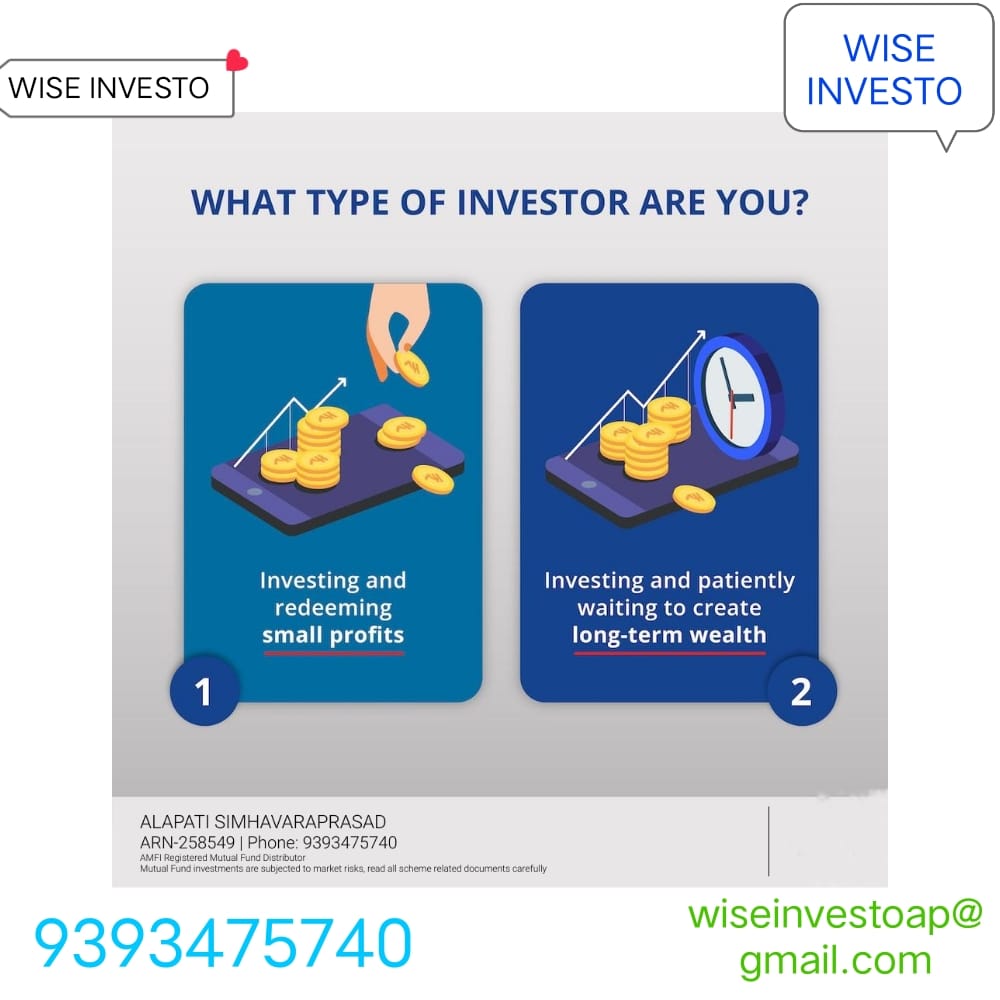 WISE INVESTO
WISE
INVESTO
WHAT TYPE OF INVESTOR ARE YOU?
Investing and
redeeming
small profits
1
Investing and patiently
waiting to create
long-term wealth
2
ALAPATI SIMHAVARAPRASAD
ARN-258549 | Phone: 9393475740
AMFI Registered Mutual Fund Distributor
Mutual Fund investments are subjected to market risks, read all scheme related documents carefully
9393475740
wiseinvestoap@
gmail.com